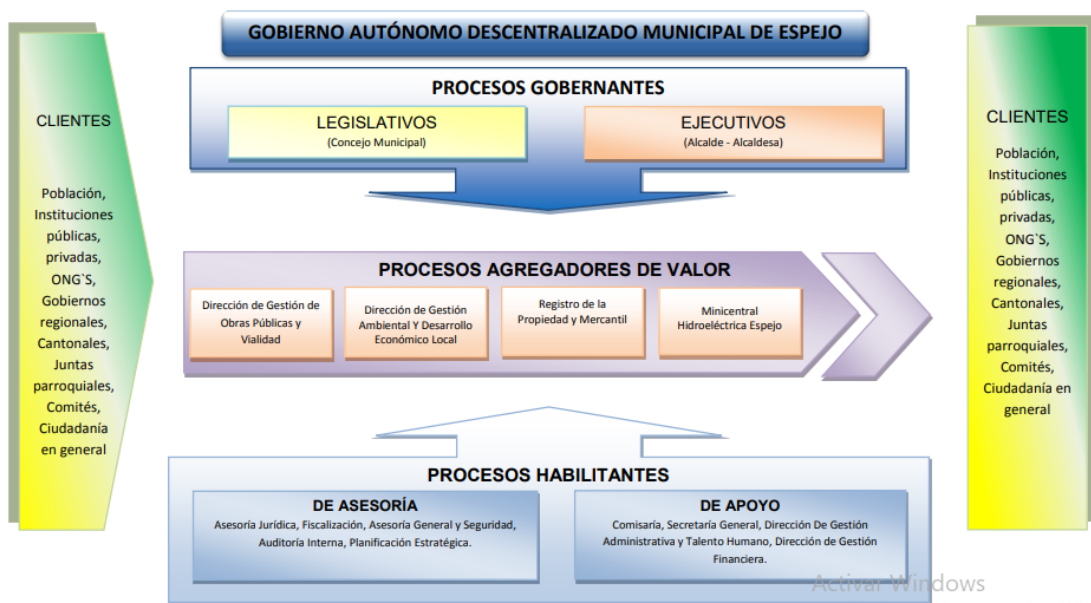 GOBIERNO AUTÓNOMO DESCENTRALIZADO MUNICIPAL DE ESPEJO
CLIENTES
Población,
Instituciones
públicas,
privadas,
ONG`S,
Gobiernos
regionales,
Cantonales,
Juntas
parroquiales,
Comités,
Ciudadanía
en general
PROCESOS GOBERNANTES
LEGISLATIVOS
(Concejo Municipal)
EJECUTIVOS
(Alcalde - Alcaldesa)
PROCESOS AGREGADORES DE VALOR
Dirección de Gestión de
Obras Públicas y
Vialidad
Dirección de Gestión
Ambiental Y Desarrollo
Económico Local
Registro de la
Propiedad y Mercantil
Minicentral
Hidroeléctrica Espejo
PROCESOS HABILITANTES
DE ASESORÍA
Asesoría Jurídica, Fiscalización, Asesoría General y Seguridad,
Auditoría Interna, Planificación Estratégica.
DE APOYO
Comisaría, Secretaría General, Dirección De Gestión
Administrativa y Talento Humano, Dirección de Gestión
Financiera.
CLIENTES
Población,
Instituciones
públicas,
privadas,
ONG`S,
Gobiernos
regionales,
Cantonales,
Juntas
parroquiales,
Comités,
Ciudadanía en
general
Activar Windows